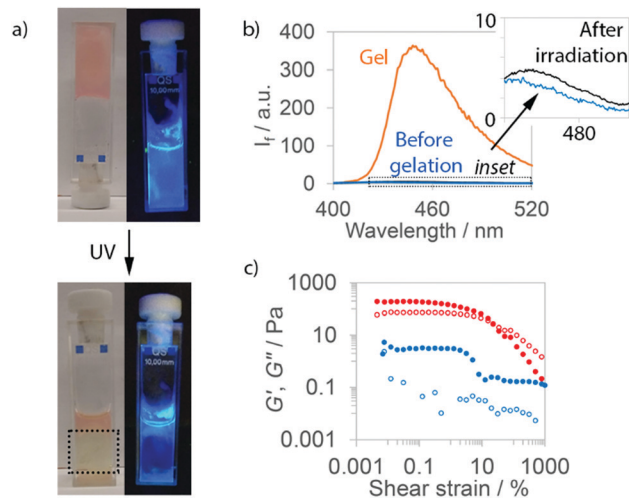 a)
QS
10,00mm
UV
QS
10,00mm
b)
I_f / a.u.
400
300
200
100
0
Gel
Before
gelation
inset
400
460
520
Wavelength / nm
10
0
After
irradiation
480
c)
G', G" / Pa
1000
10
0.1
0.001
0.001
0.1
10
1000
Shear strain / %